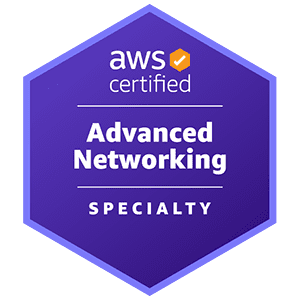 aws
certified
Advanced
Networking
SPECIALTY